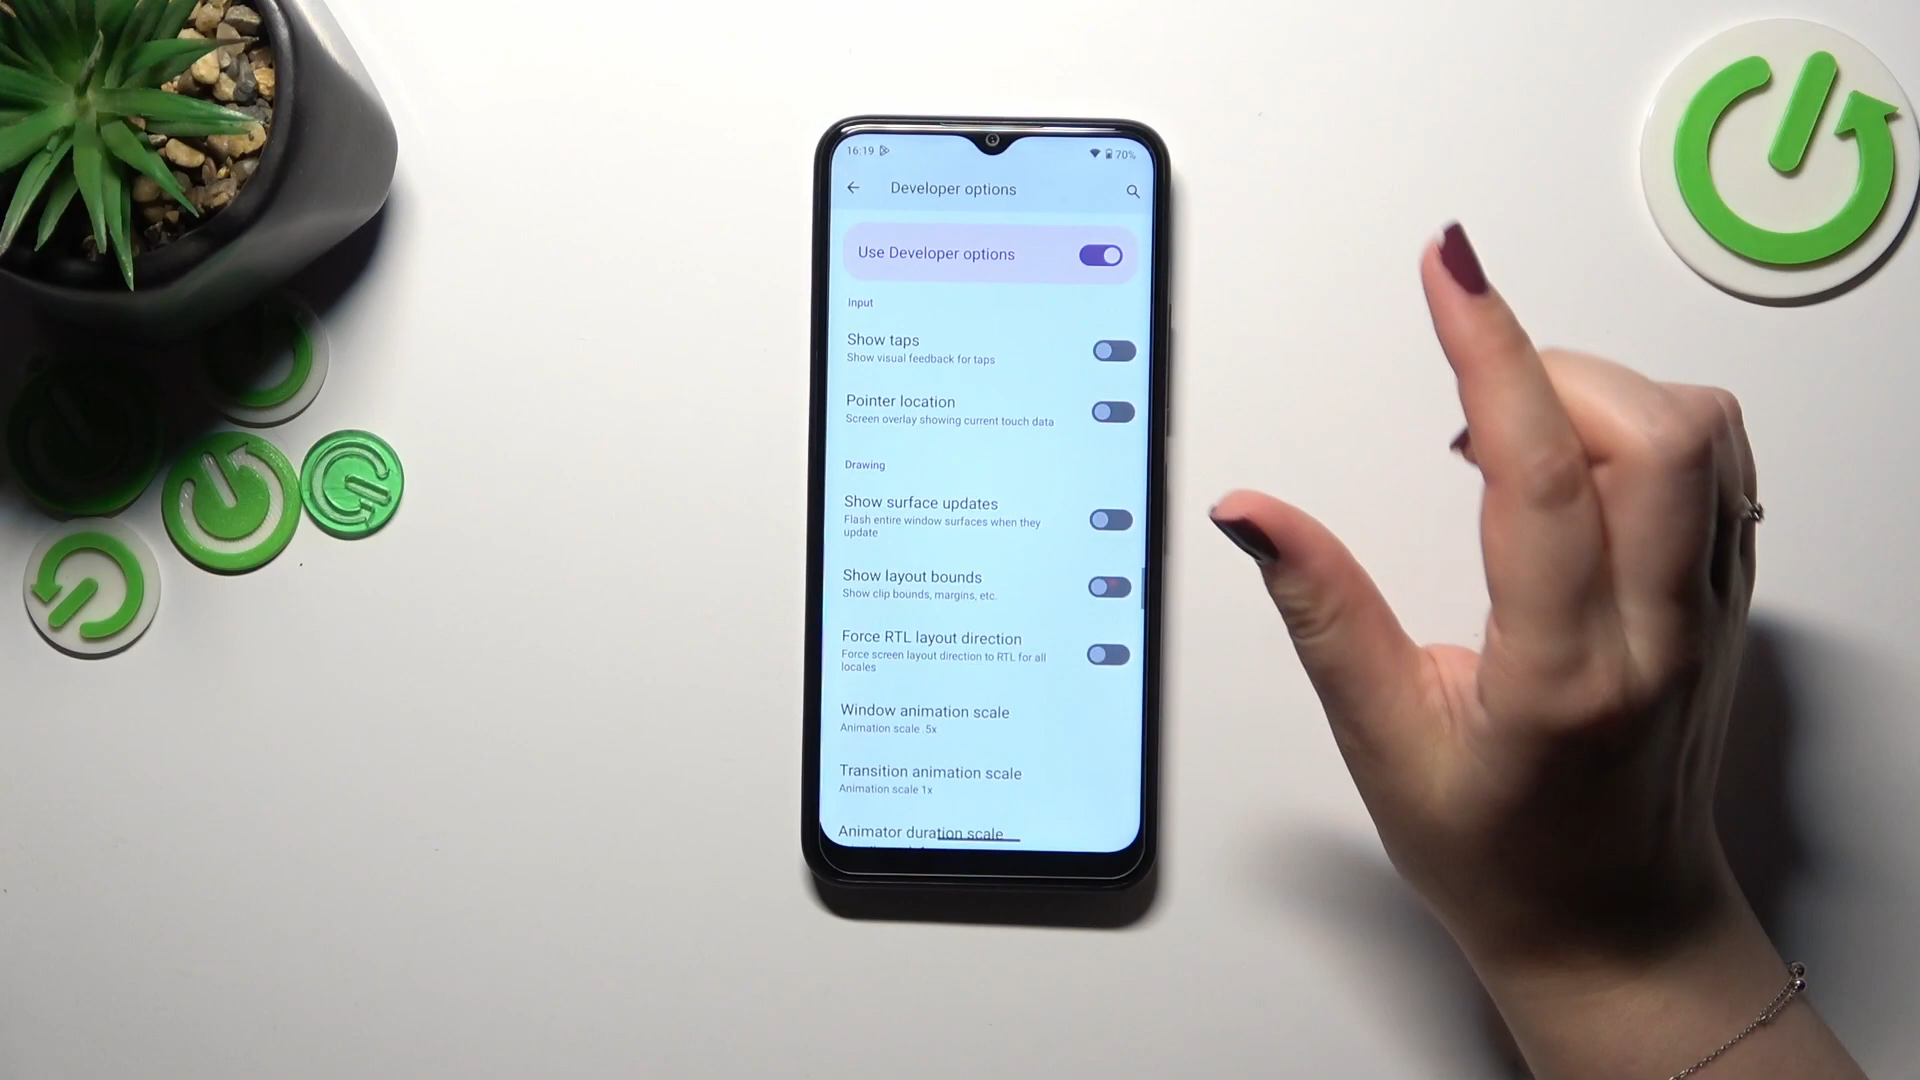 16:19
70%
Developer options
Use Developer options
Input
Show taps
Show visual feedback for taps
Pointer location
Screen overlay showing current touch data
Drawing
Show surface updates
Flash entire window surfaces when they
update
Show layout bounds
Show clip bounds, margins, etc.
Force RTL layout direction
Force screen layout direction to RTL for all
locales
Window animation scale
Animation scale .5x
Transition animation scale
Animation scale 1x
Animator duration scale